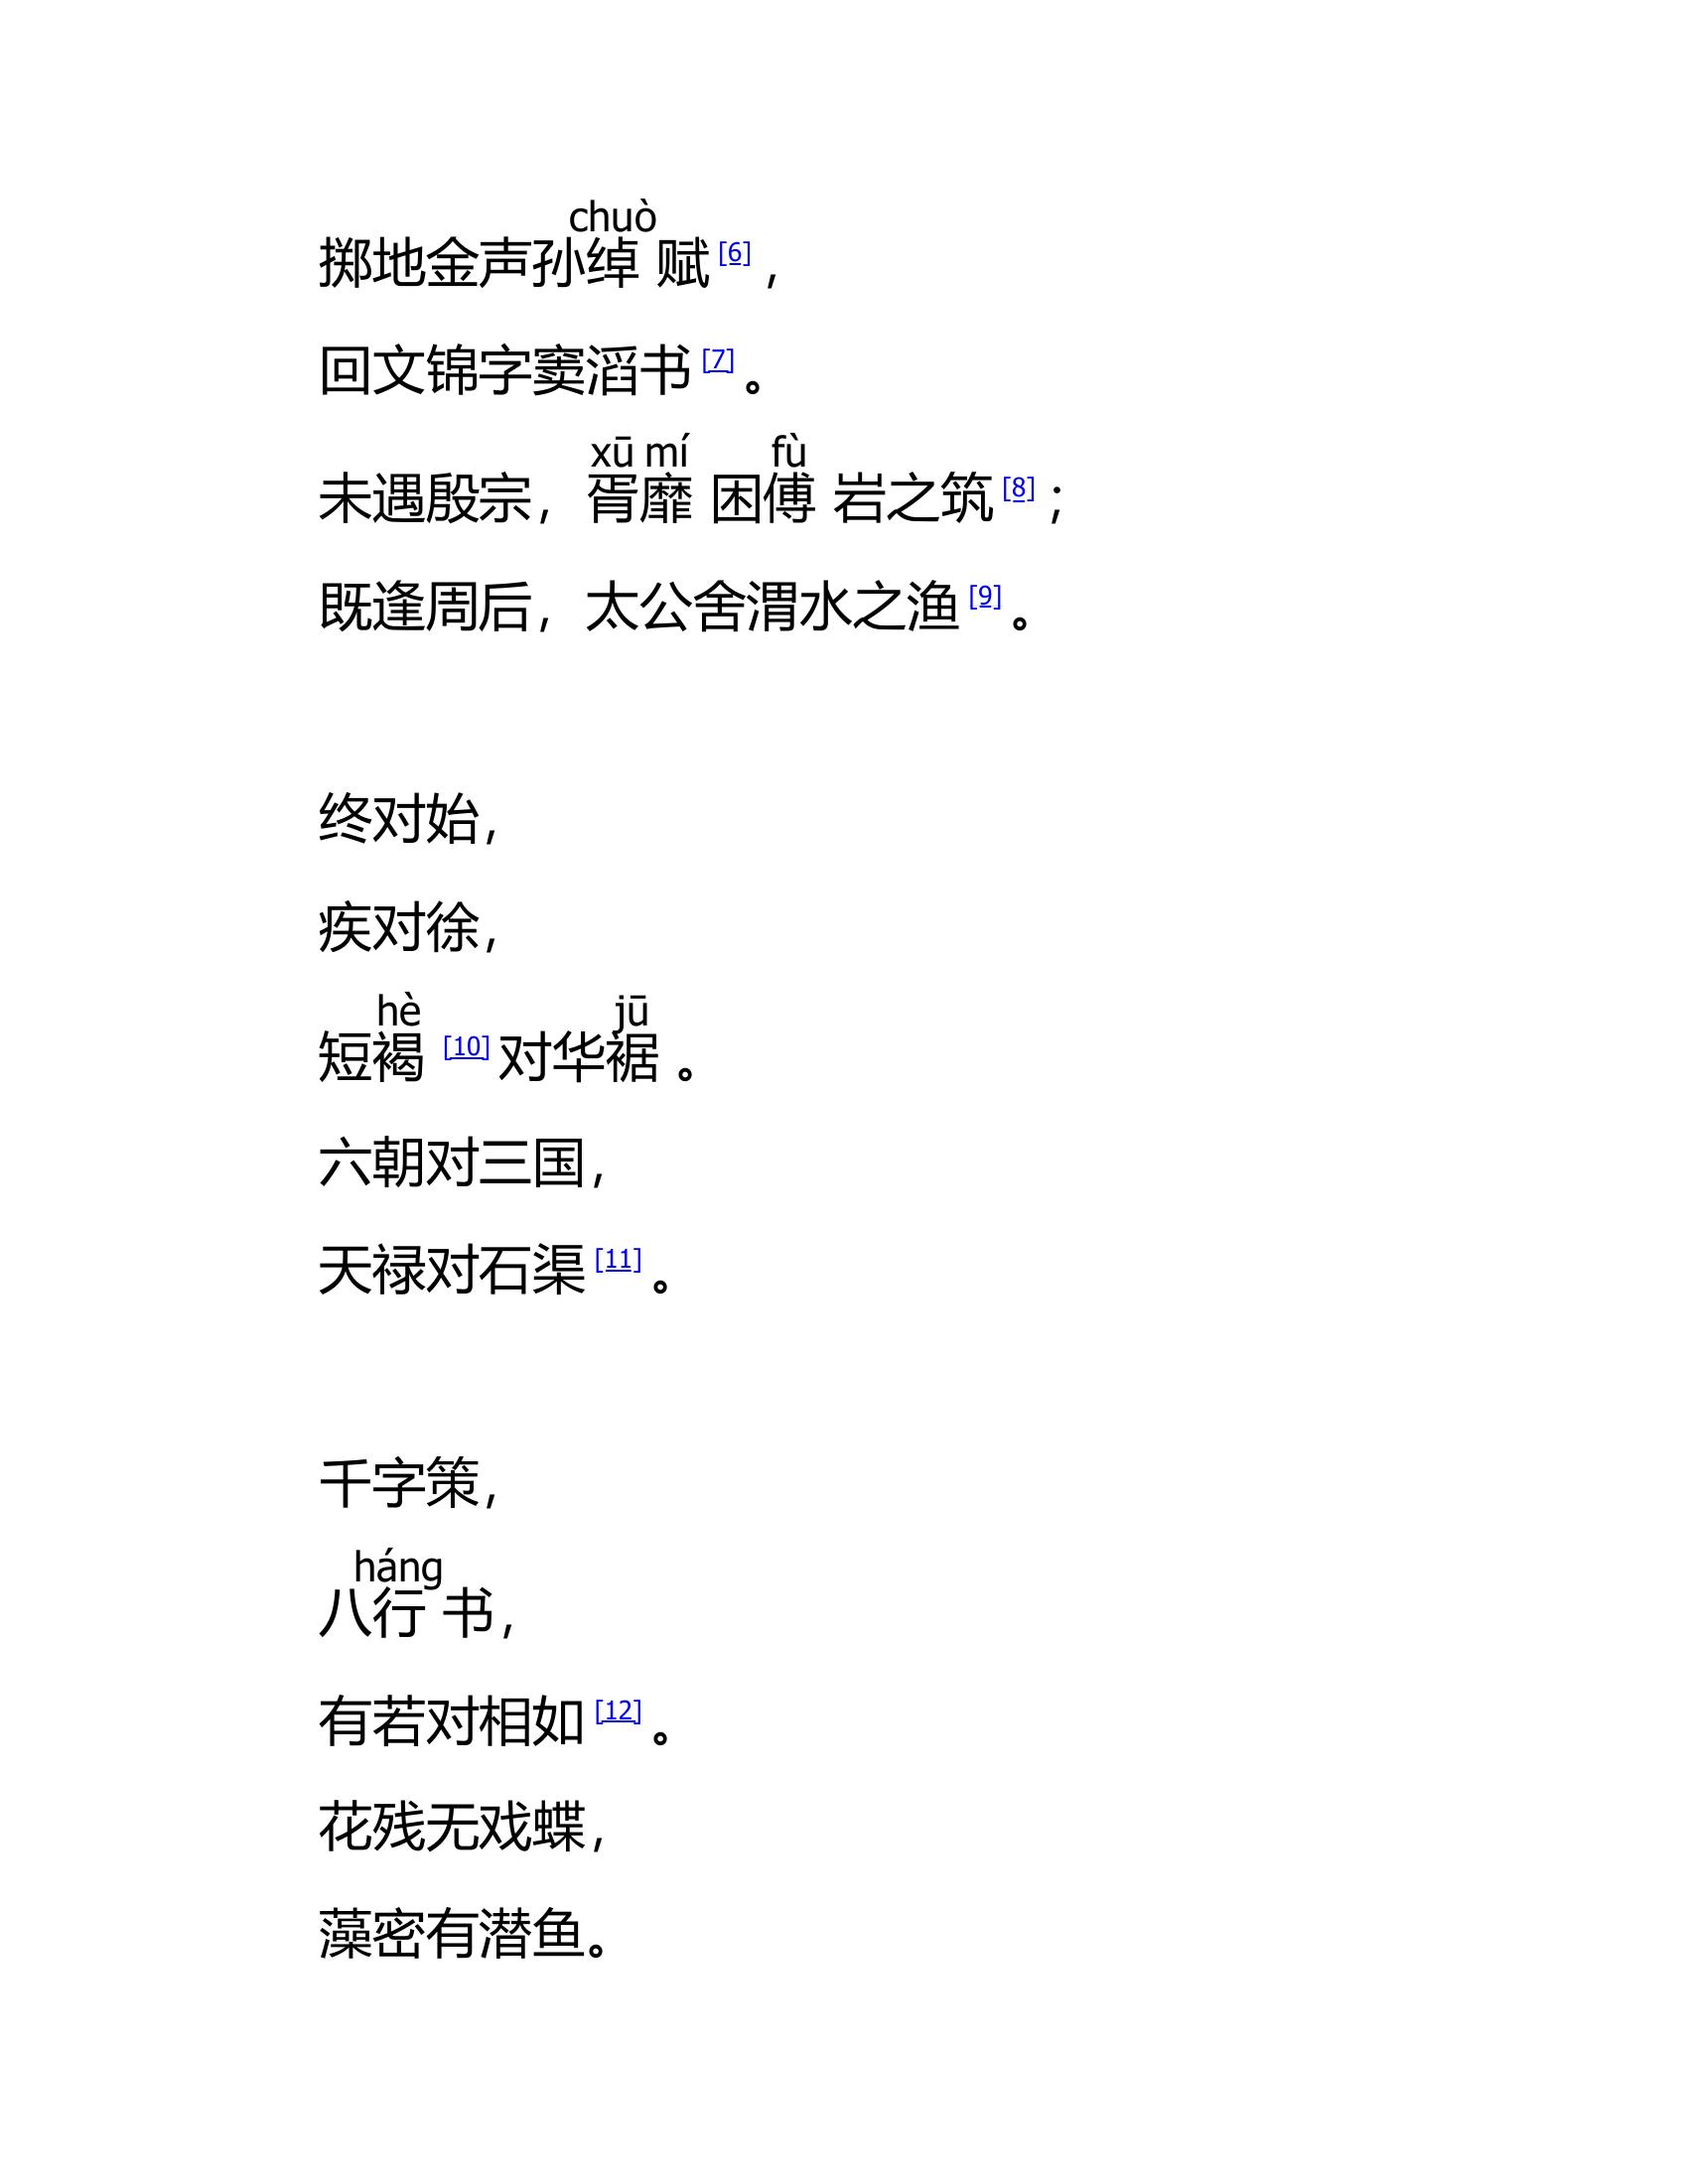 chuò
掷地金声孙绰 赋[6]，
回文锦字窦滔书[7]。
xū mí fù
未遇殷宗，胥靡 困傅 岩之筑[8]；
既逢周后，太公舍渭水之渔[9]。
终对始，
疾对徐，
hè jū
短褐 [10]对华裾 。
六朝对三国，
天禄对石渠[11]。
千字策，
háng
八行 书，
有若对相如[12]。
花残无戏蝶，
藻密有潜鱼。